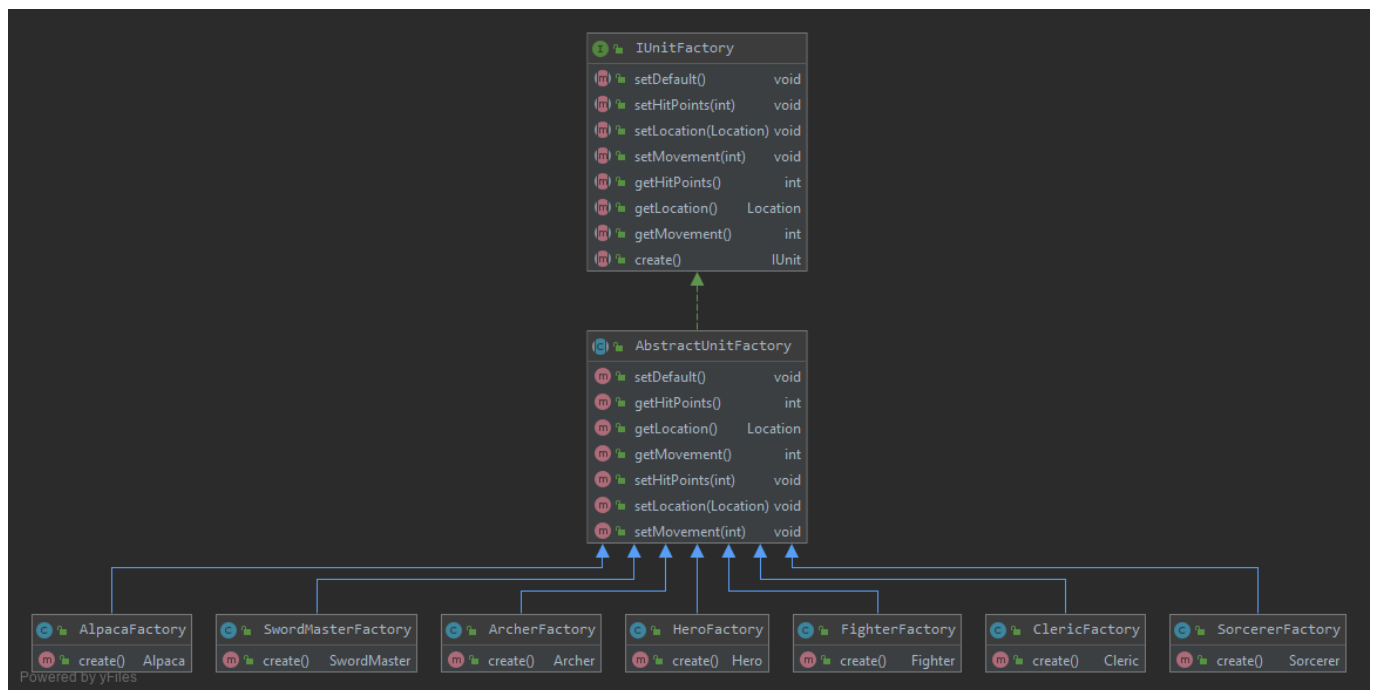 IUnitFactory
setDefault() void
setHitPoints(int) void
setLocation(Location) void
setMovement(int) void
getHitPoints() int
getLocation() Location
getMovement() int
create() IUnit
AbstractUnitFactory
setDefault() void
getHitPoints() int
getLocation() Location
getMovement() int
setHitPoints(int) void
setLocation(Location) void
setMovement(int) void
AlpacaFactory
create() Alpaca
SwordMasterFactory
create() SwordMaster
ArcherFactory
create() Archer
HeroFactory
create() Hero
FighterFactory
create() Fighter
ClericFactory
create() Cleric
SorcererFactory
create() Sorcerer
Powered by yFiles